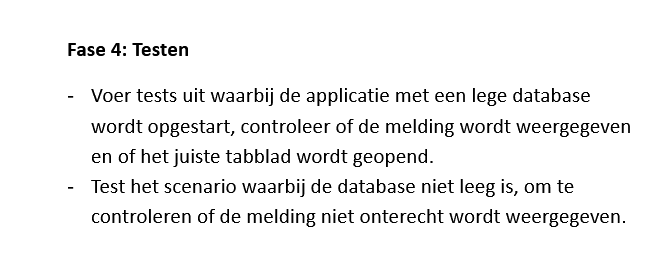 Fase 4: Testen
- Voer tests uit waarbij de applicatie met een lege database
wordt opgestart, controleer of de melding wordt weergegeven
en of het juiste tabblad wordt geopend.
- Test het scenario waarbij de database niet leeg is, om te
controleren of de melding niet onterecht wordt weergegeven.